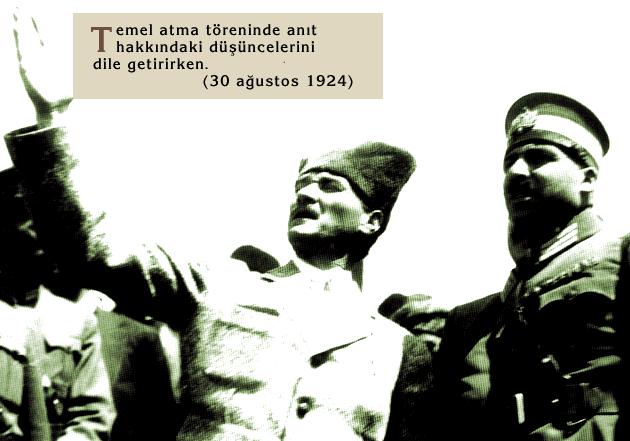 Temel atma töreninde anıt
hakkındaki düşüncelerini
dile getirirken.
(30 ağustos 1924)